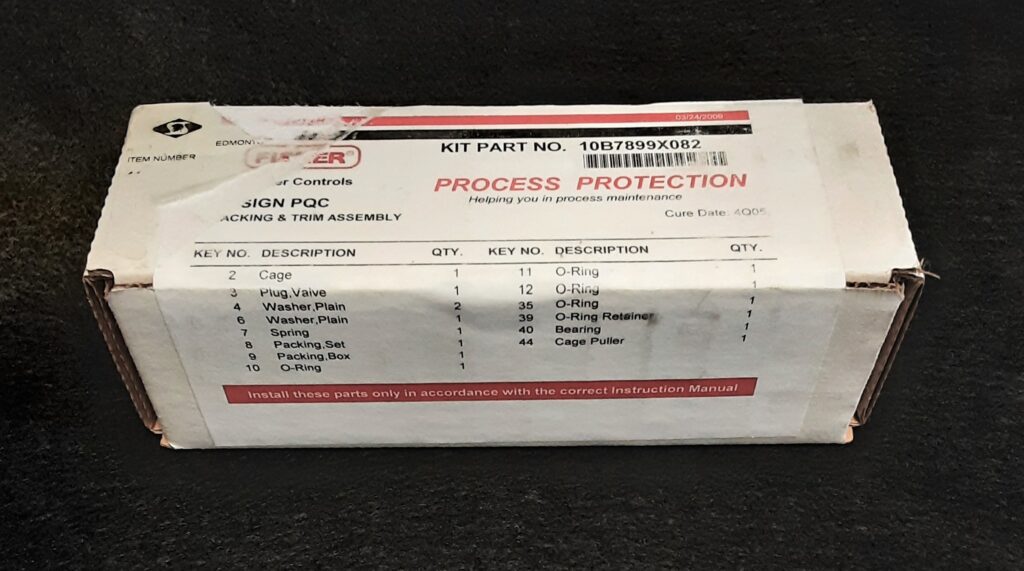 03/24/2009
EDMONT
ITEM NUMBER
KIT PART NO. 10B7899X082
er Controls
PROCESS PROTECTION
Helping you in process maintenance
SIGN PQC
ACKING & TRIM ASSEMBLY
Cure Date: 4Q05
KEY NO. DESCRIPTION QTY. KEY NO. DESCRIPTION QTY.
2 Cage 1 11 O-Ring 1
3 Plug,Valve 1 12 O-Ring 1
4 Washer,Plain 2 35 O-Ring 1
6 Washer,Plain 1 39 O-Ring Retainer 1
7 Spring 1 40 Bearing 1
8 Packing,Set 1 44 Cage Puller 1
9 Packing,Box 1
10 O-Ring 1
Install these parts only in accordance with the correct Instruction Manual